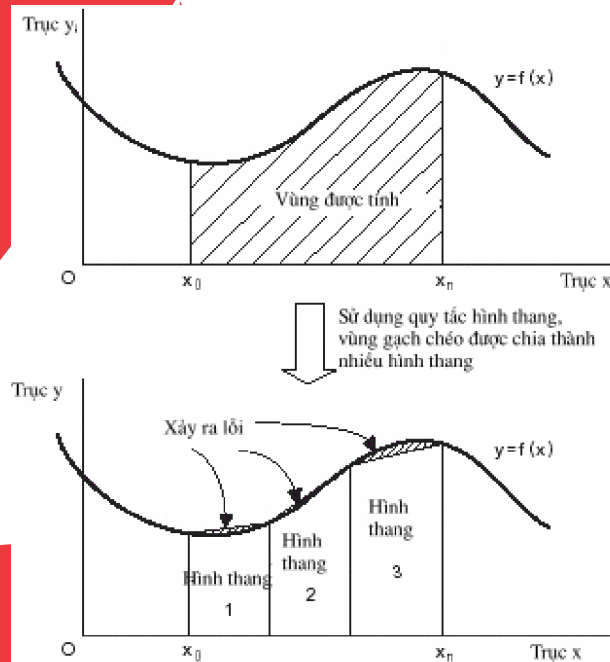 Trục y
y=f(x)
Vùng được tính
O
x0
xn
Trục x
Sử dụng quy tắc hình thang,
vùng gạch chéo được chia thành
nhiều hình thang
Trục y
Xảy ra lỗi
y=f(x)
Hình thang
1
Hình
thang
2
Hình
thang
3
O
x0
xn
Trục x